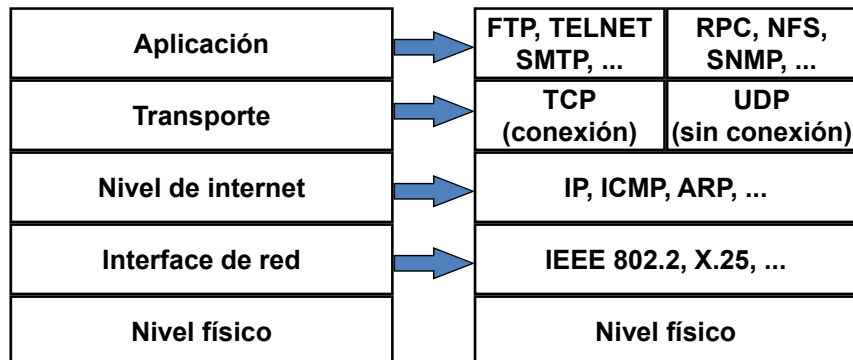 Aplicación
FTP, TELNET
SMTP, ...
RPC, NFS,
SNMP, ...
Transporte
TCP
(conexión)
UDP
(sin conexión)
Nivel de internet
IP, ICMP, ARP, ...
Interface de red
IEEE 802.2, X.25, ...
Nivel físico
Nivel físico